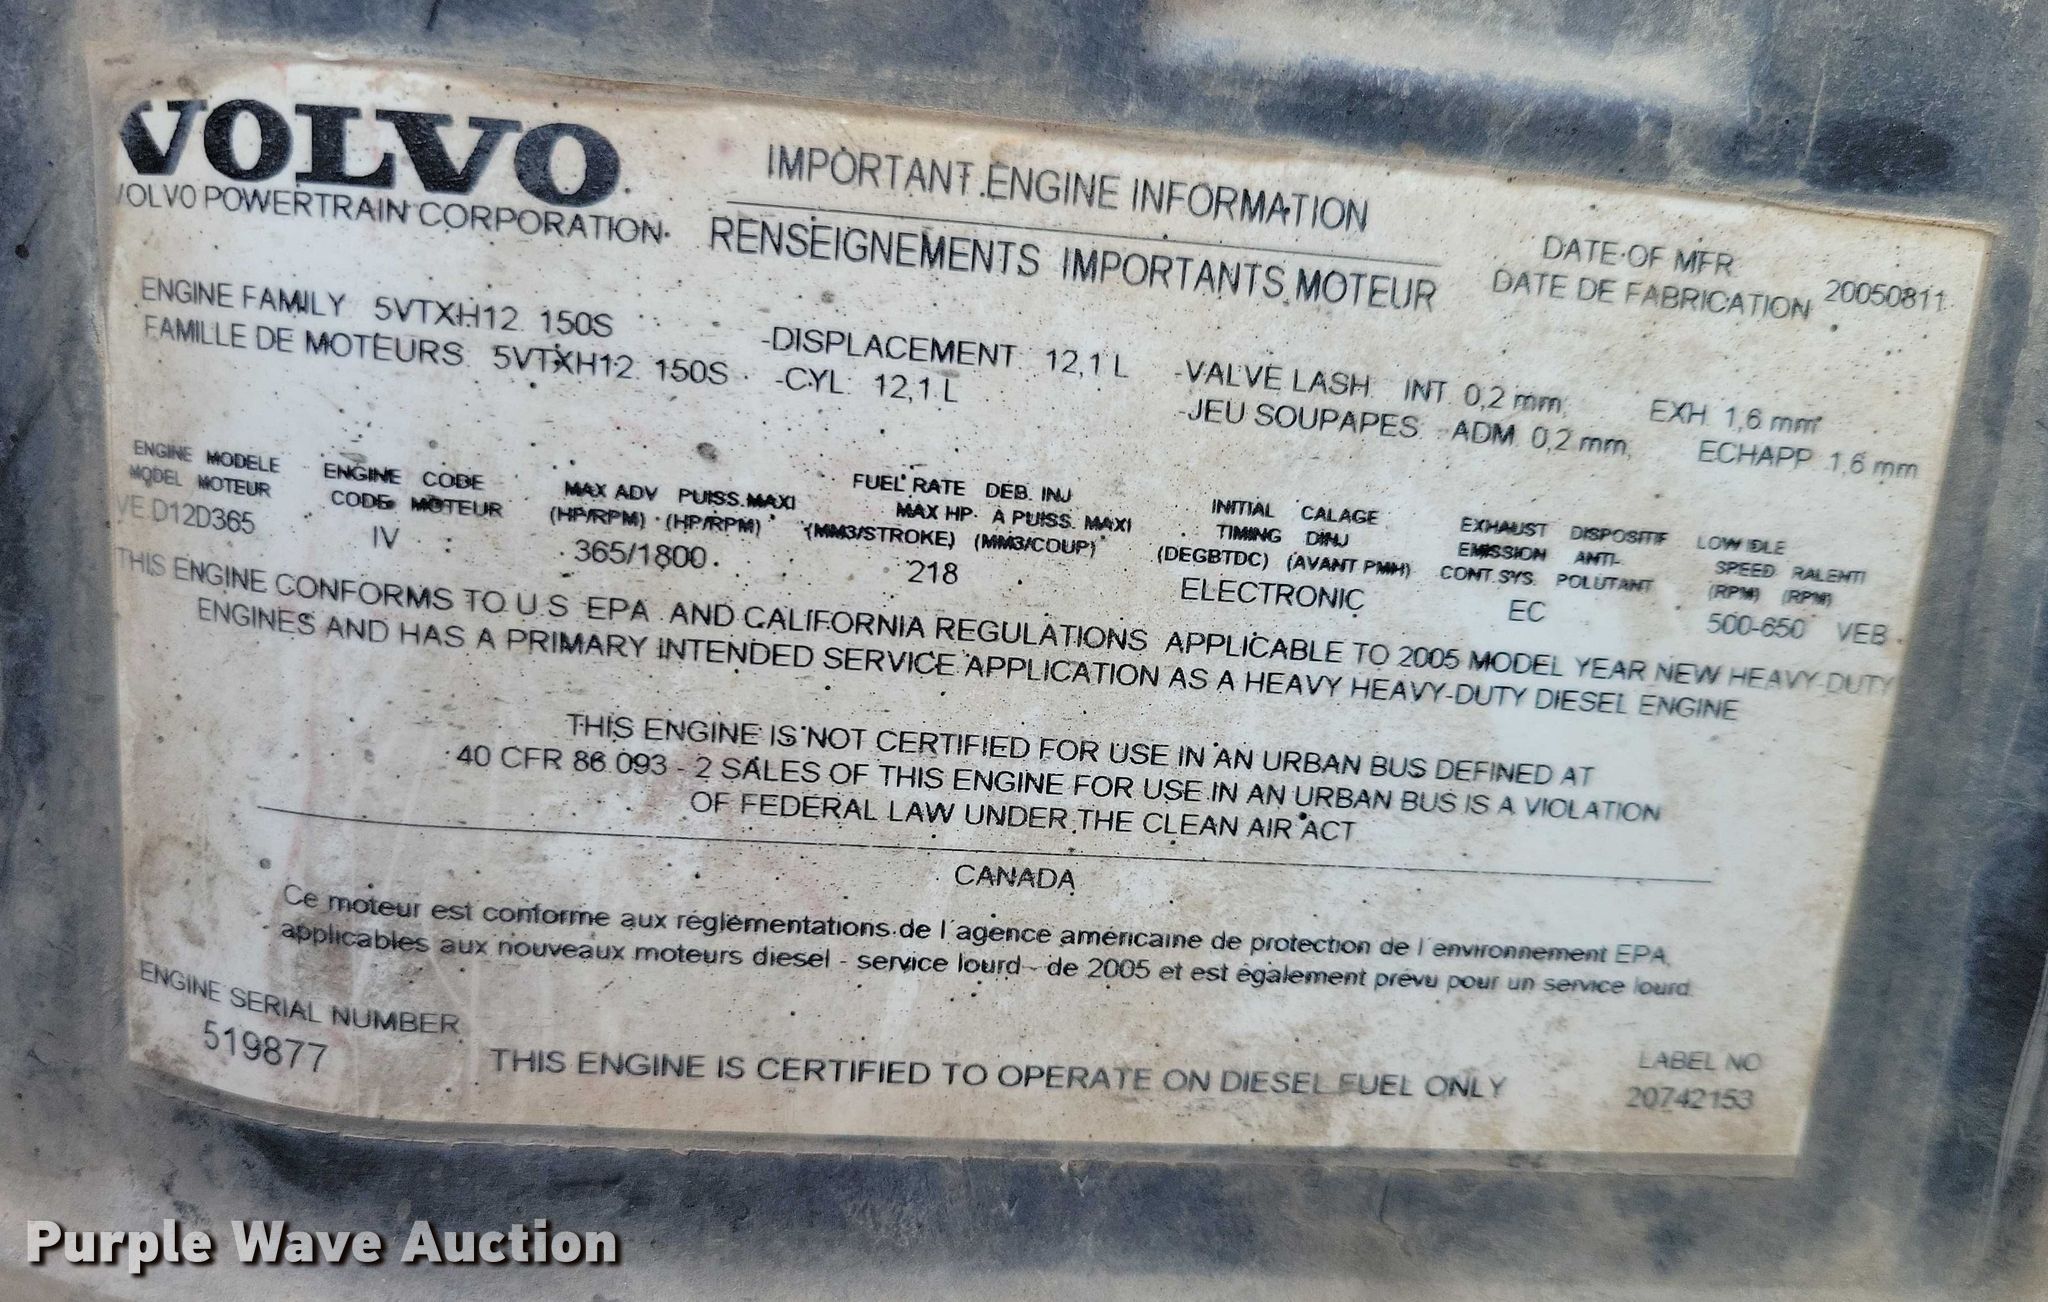 VOLVO
VOLVO POWERTRAIN CORPORATION
IMPORTANT ENGINE INFORMATION
RENSEIGNEMENTS IMPORTANTS MOTEUR
DATE OF MFR
DATE DE FABRICATION 20050811
ENGINE FAMILY 5VTXH12 150S
FAMILLE DE MOTEURS 5VTXH12 150S
-DISPLACEMENT 12,1 L
-CYL 12,1 L
-VALVE LASH INT 0,2 mm, EXH 1,6 mm
-JEU SOUPAPES ADM 0,2 mm, ECHAPP 1,6 mm
ENGINE MODELE
MODEL MOTEUR
VE D12D365
ENGINE CODE
CODE MOTEUR
IV
MAX ADV PUISS.MAXI
(HP/RPM) (HP/RPM)
365/1800
FUEL RATE DEB. INJ
MAX HP. A PUISS. MAXI
(MM3/STROKE) (MM3/COUP)
218
INITIAL CALAGE
TIMING DINJ
(DEGBTDC) (AVANT PMH)
ELECTRONIC
EXHAUST DISPOSITIF
EMISSION ANTI-
CONT.SYS. POLUTANT
EC
LOW IDLE
SPEED RALENTI
(RPM) (RPM)
500-650 VEB
THIS ENGINE CONFORMS TO U.S EPA AND CALIFORNIA REGULATIONS APPLICABLE TO 2005 MODEL YEAR NEW HEAVY-DUTY
ENGINES AND HAS A PRIMARY INTENDED SERVICE APPLICATION AS A HEAVY HEAVY-DUTY DIESEL ENGINE
THIS ENGINE IS NOT CERTIFIED FOR USE IN AN URBAN BUS DEFINED AT
40 CFR 86.093 - 2 SALES OF THIS ENGINE FOR USE IN AN URBAN BUS IS A VIOLATION
OF FEDERAL LAW UNDER THE CLEAN AIR ACT
CANADA
Ce moteur est conforme aux réglementations de l'agence américaine de protection de l'environnement EPA,
applicables aux nouveaux moteurs diesel - service lourd - de 2005 et est également prévu pour un service lourd.
ENGINE SERIAL NUMBER
519877
THIS ENGINE IS CERTIFIED TO OPERATE ON DIESEL FUEL ONLY
LABEL NO
20742153
Purple Wave Auction